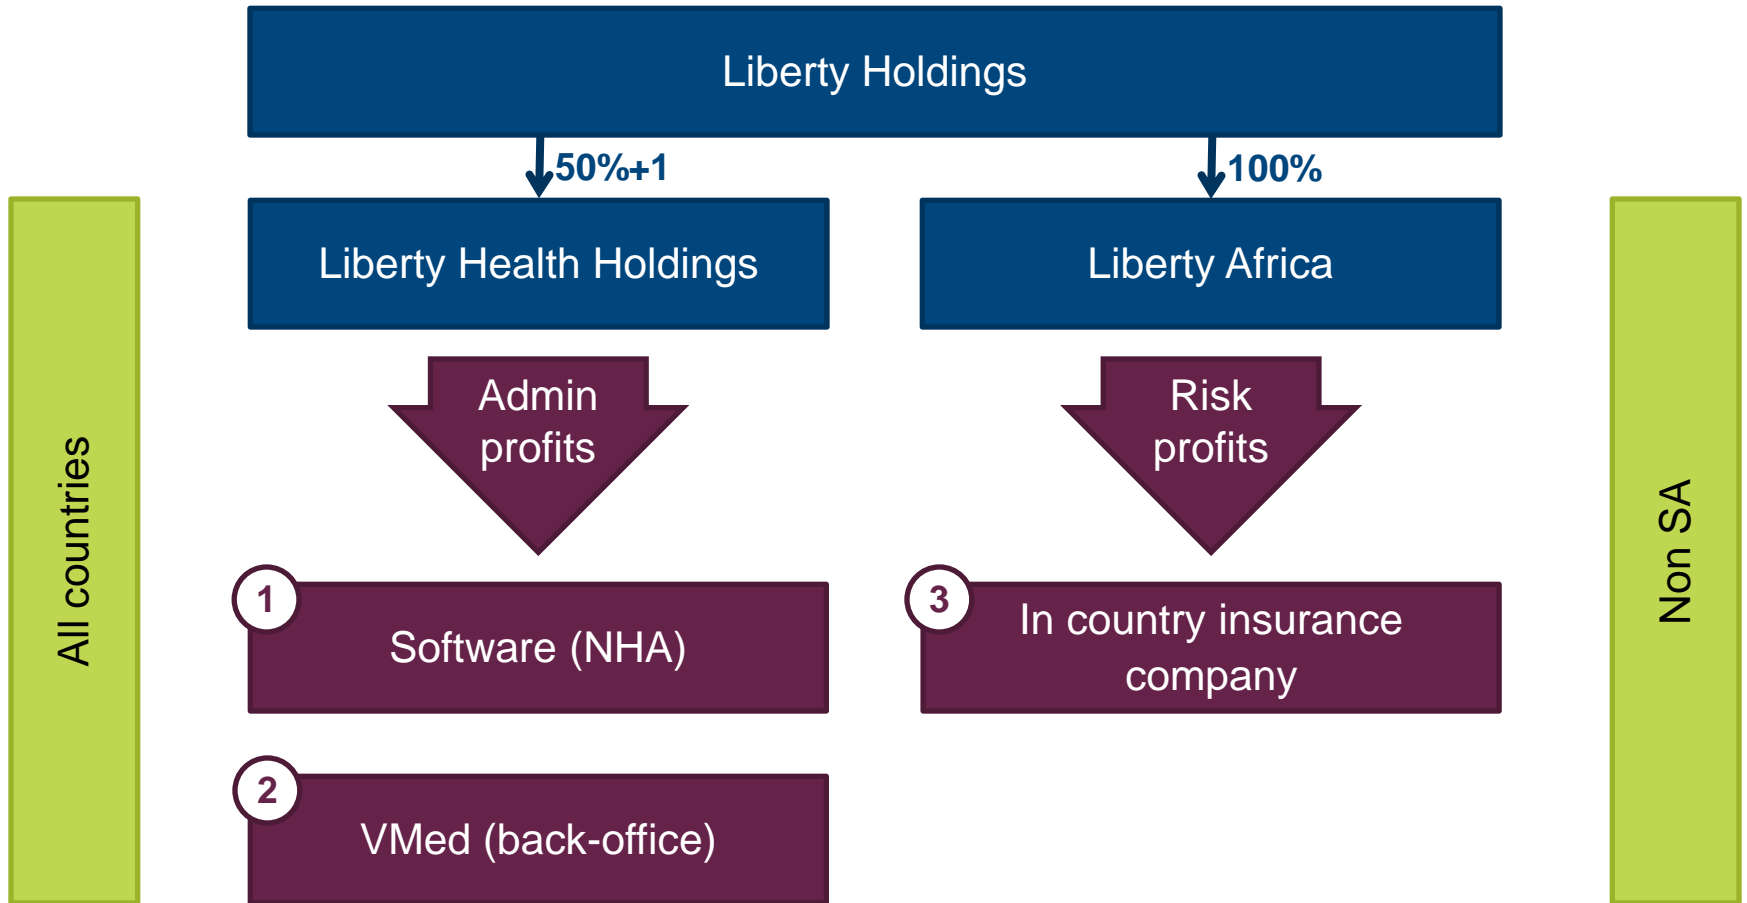 Liberty Holdings
50%+1
100%
All countries
Liberty Health Holdings
Liberty Africa
Non SA
Admin
profits
Risk
profits
1
Software (NHA)
3
In country insurance
company
2
VMed (back-office)